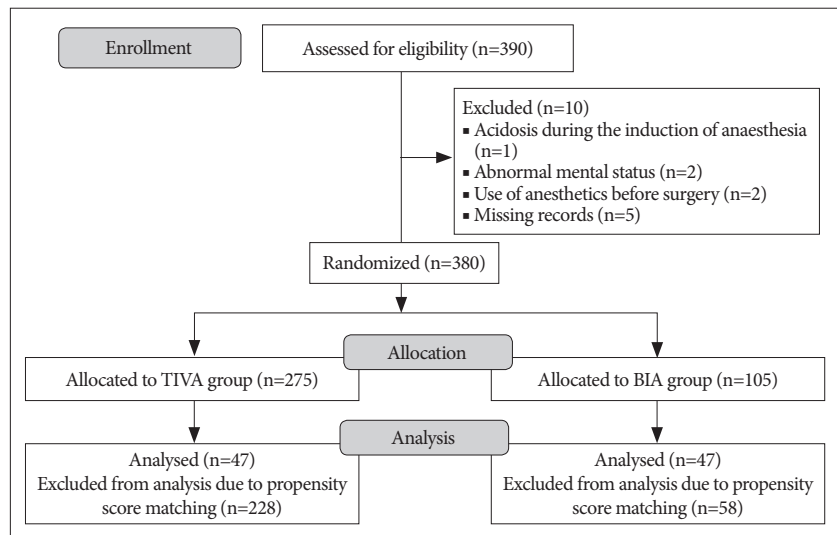 Enrollment
Assessed for eligibility (n=390)
Excluded (n=10)
▪ Acidosis during the induction of anaesthesia
(n=1)
▪ Abnormal mental status (n=2)
▪ Use of anesthetics before surgery (n=2)
▪ Missing records (n=5)
Randomized (n=380)
Allocation
Allocated to TIVA group (n=275)
Allocated to BIA group (n=105)
Analysis
Analysed (n=47)
Excluded from analysis due to propensity
score matching (n=228)
Analysed (n=47)
Excluded from analysis due to propensity
score matching (n=58)